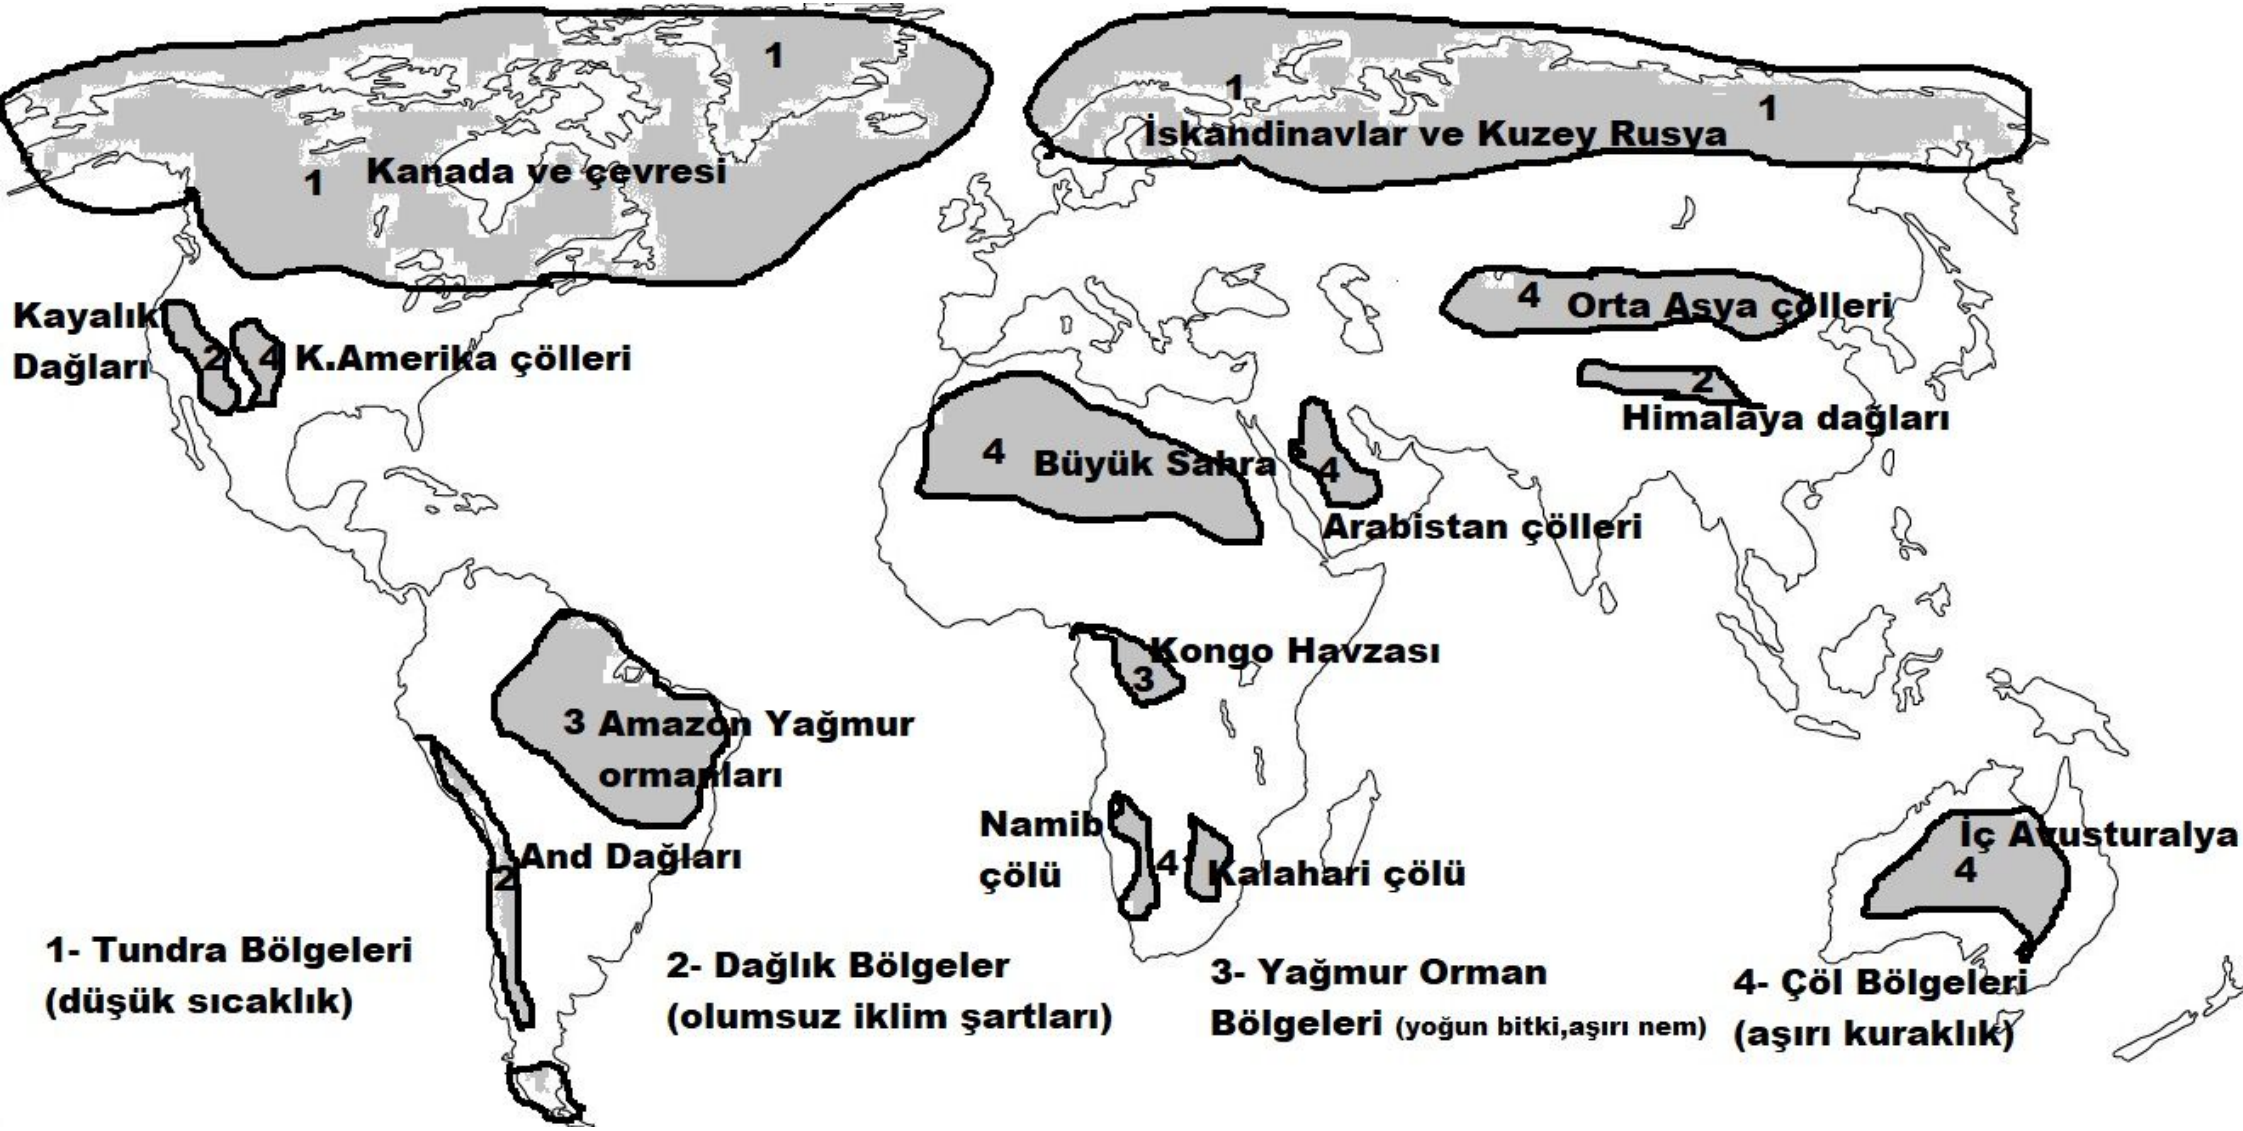 1
1
1
İskandinavlar ve Kuzey Rusya
1 Kanada ve çevresi
4 Orta Asya çölleri
Kayalık
Dağları
2
4 K.Amerika çölleri
2
Himalaya dağları
4 Büyük Sahra
4
Arabistan çölleri
Kongo Havzası
3
3 Amazon Yağmur
ormanları
Namib
çölü
4 Kalahari çölü
İç Avusturalya
4
And Dağları
2
1- Tundra Bölgeleri
(düşük sıcaklık)
2- Dağlık Bölgeler
(olumsuz iklim şartları)
3- Yağmur Orman
Bölgeleri (yoğun bitki,aşırı nem)
4- Çöl Bölgeleri
(aşırı kuraklık)